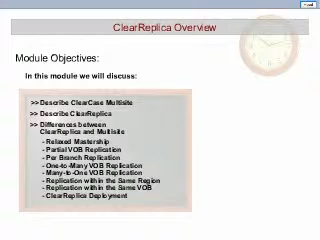 ClearReplica Overview
Module Objectives:
In this module we will discuss:
>> Describe ClearCase Multisite
>> Describe ClearReplica
>> Differences between
ClearReplica and Multisite
- Relaxed Mastership
- Partial VOB Replication
- Per Branch Replication
- One-to-Many VOB Replication
- Many-to-One VOB Replication
- Replication within the Same Region
- Replication within the Same VOB
- ClearReplica Deployment